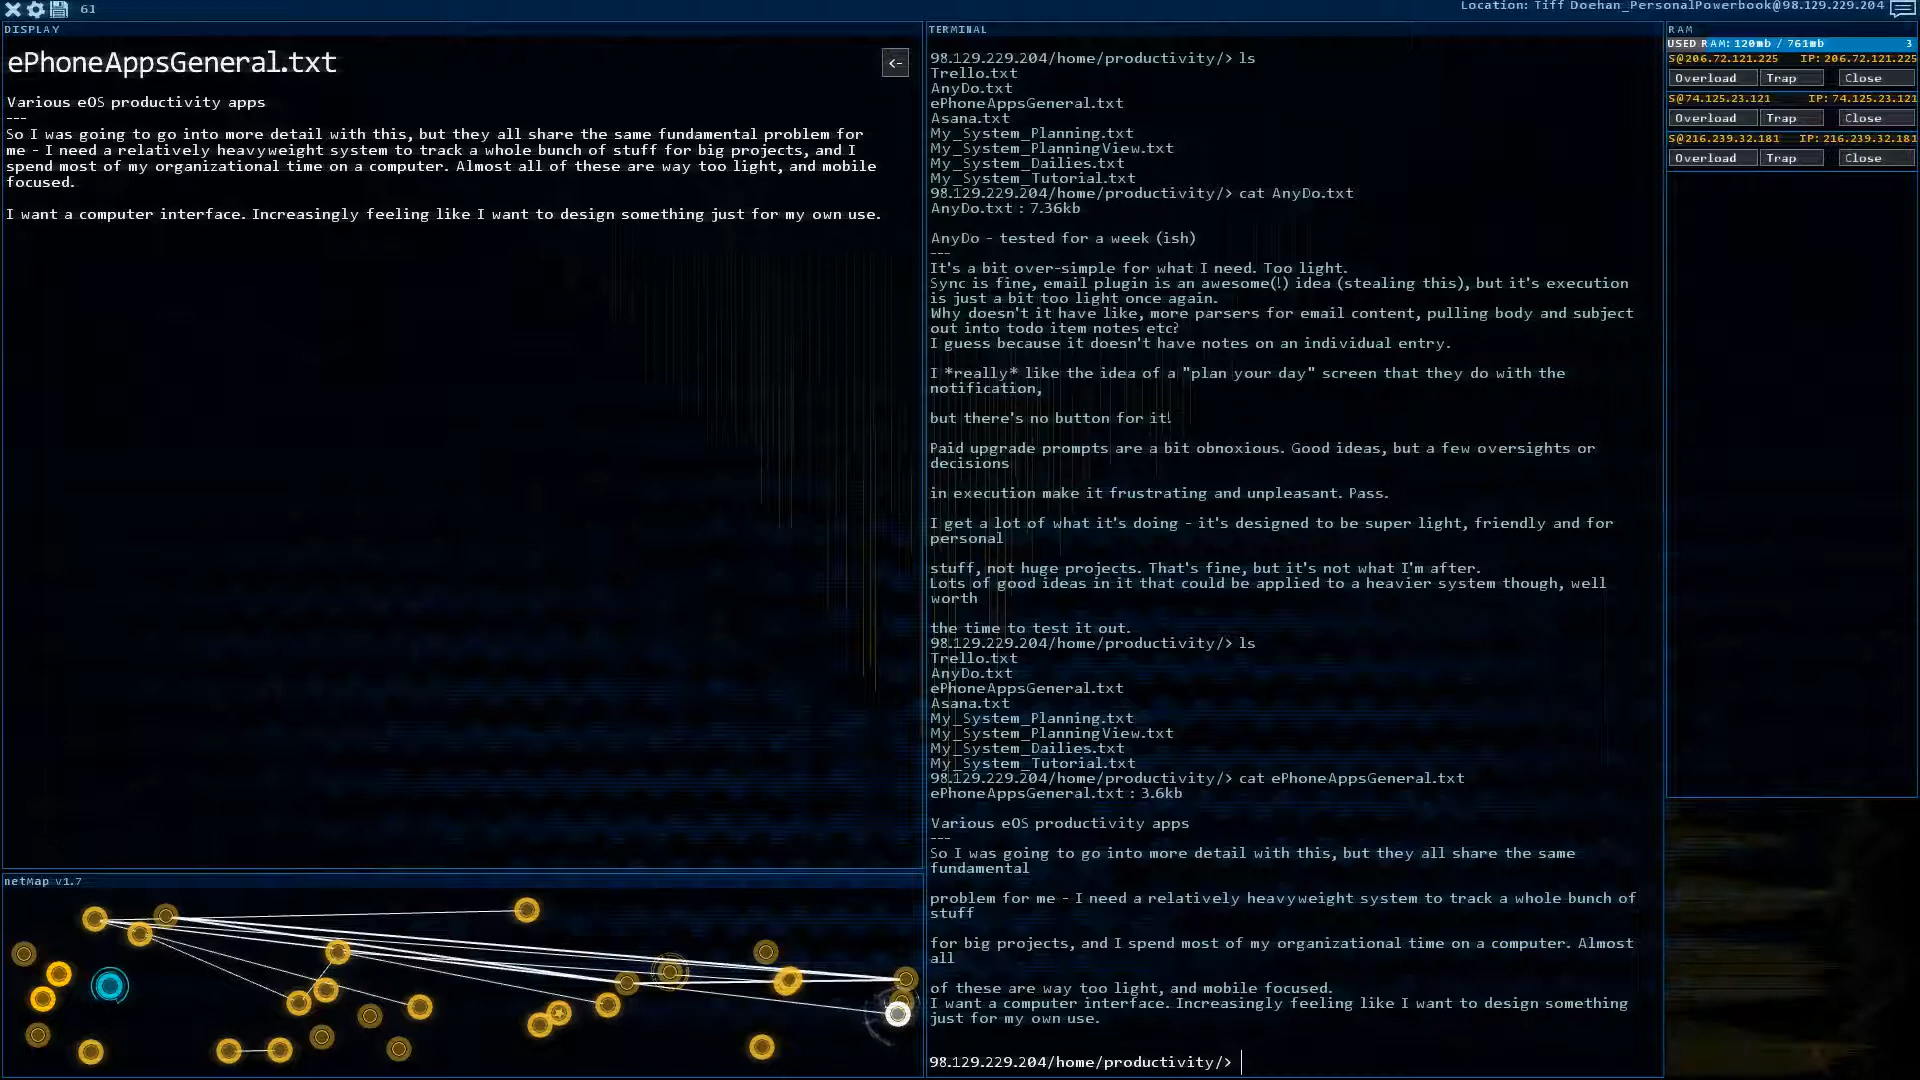 61
Location: Tiff Doehan_PersonalPowerbook@98.129.229.204
DISPLAY
ePhoneAppsGeneral.txt
<-
Various eOS productivity apps
---
So I was going to go into more detail with this, but they all share the same fundamental problem for
me - I need a relatively heavyweight system to track a whole bunch of stuff for big projects, and I
spend most of my organizational time on a computer. Almost all of these are way too light, and mobile
focused.
I want a computer interface. Increasingly feeling like I want to design something just for my own use.
netMap v1.7
TERMINAL
98.129.229.204/home/productivity/> ls
Trello.txt
AnyDo.txt
ePhoneAppsGeneral.txt
Asana.txt
My_System_Planning.txt
My_System_PlanningView.txt
My_System_Dailies.txt
My_System_Tutorial.txt
98.129.229.204/home/productivity/> cat AnyDo.txt
AnyDo.txt : 7.36kb
AnyDo - tested for a week (ish)
---
It's a bit over-simple for what I need. Too light.
Sync is fine, email plugin is an awesome(!) idea (stealing this), but it's execution
is just a bit too light once again.
Why doesn't it have like, more parsers for email content, pulling body and subject
out into todo item notes etc?
I guess because it doesn't have notes on an individual entry.
I *really* like the idea of a "plan your day" screen that they do with the
notification,
but there's no button for it!
Paid upgrade prompts are a bit obnoxious. Good ideas, but a few oversights or
decisions
in execution make it frustrating and unpleasant. Pass.
I get a lot of what it's doing - it's designed to be super light, friendly and for
personal
stuff, not huge projects. That's fine, but it's not what I'm after.
Lots of good ideas in it that could be applied to a heavier system though, well
worth
the time to test it out.
98.129.229.204/home/productivity/> ls
Trello.txt
AnyDo.txt
ePhoneAppsGeneral.txt
Asana.txt
My_System_Planning.txt
My_System_PlanningView.txt
My_System_Dailies.txt
My_System_Tutorial.txt
98.129.229.204/home/productivity/> cat ePhoneAppsGeneral.txt
ePhoneAppsGeneral.txt : 3.6kb
Various eOS productivity apps
---
So I was going to go into more detail with this, but they all share the same
fundamental
problem for me - I need a relatively heavyweight system to track a whole bunch of
stuff
for big projects, and I spend most of my organizational time on a computer. Almost
all
of these are way too light, and mobile focused.
I want a computer interface. Increasingly feeling like I want to design something
just for my own use.
98.129.229.204/home/productivity/>
RAM
USED RAM: 120mb / 761mb 3
S@206.72.121.225 IP: 206.72.121.225
Overload Trap Close
S@74.125.23.121 IP: 74.125.23.121
Overload Trap Close
S@216.239.32.181 IP: 216.239.32.181
Overload Trap Close